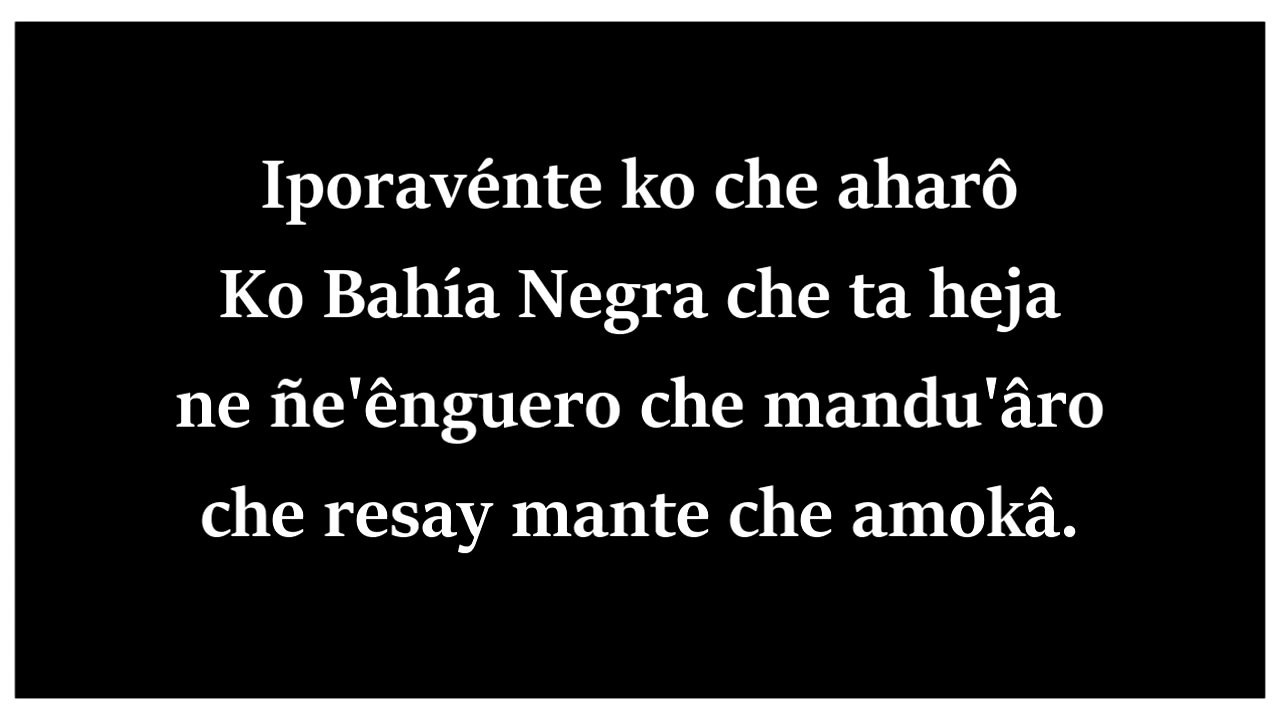 Iporavénte ko che aharô
Ko Bahía Negra che ta heja
ne ñe'ênguero che mandu'âro
che resay mante che amokâ.